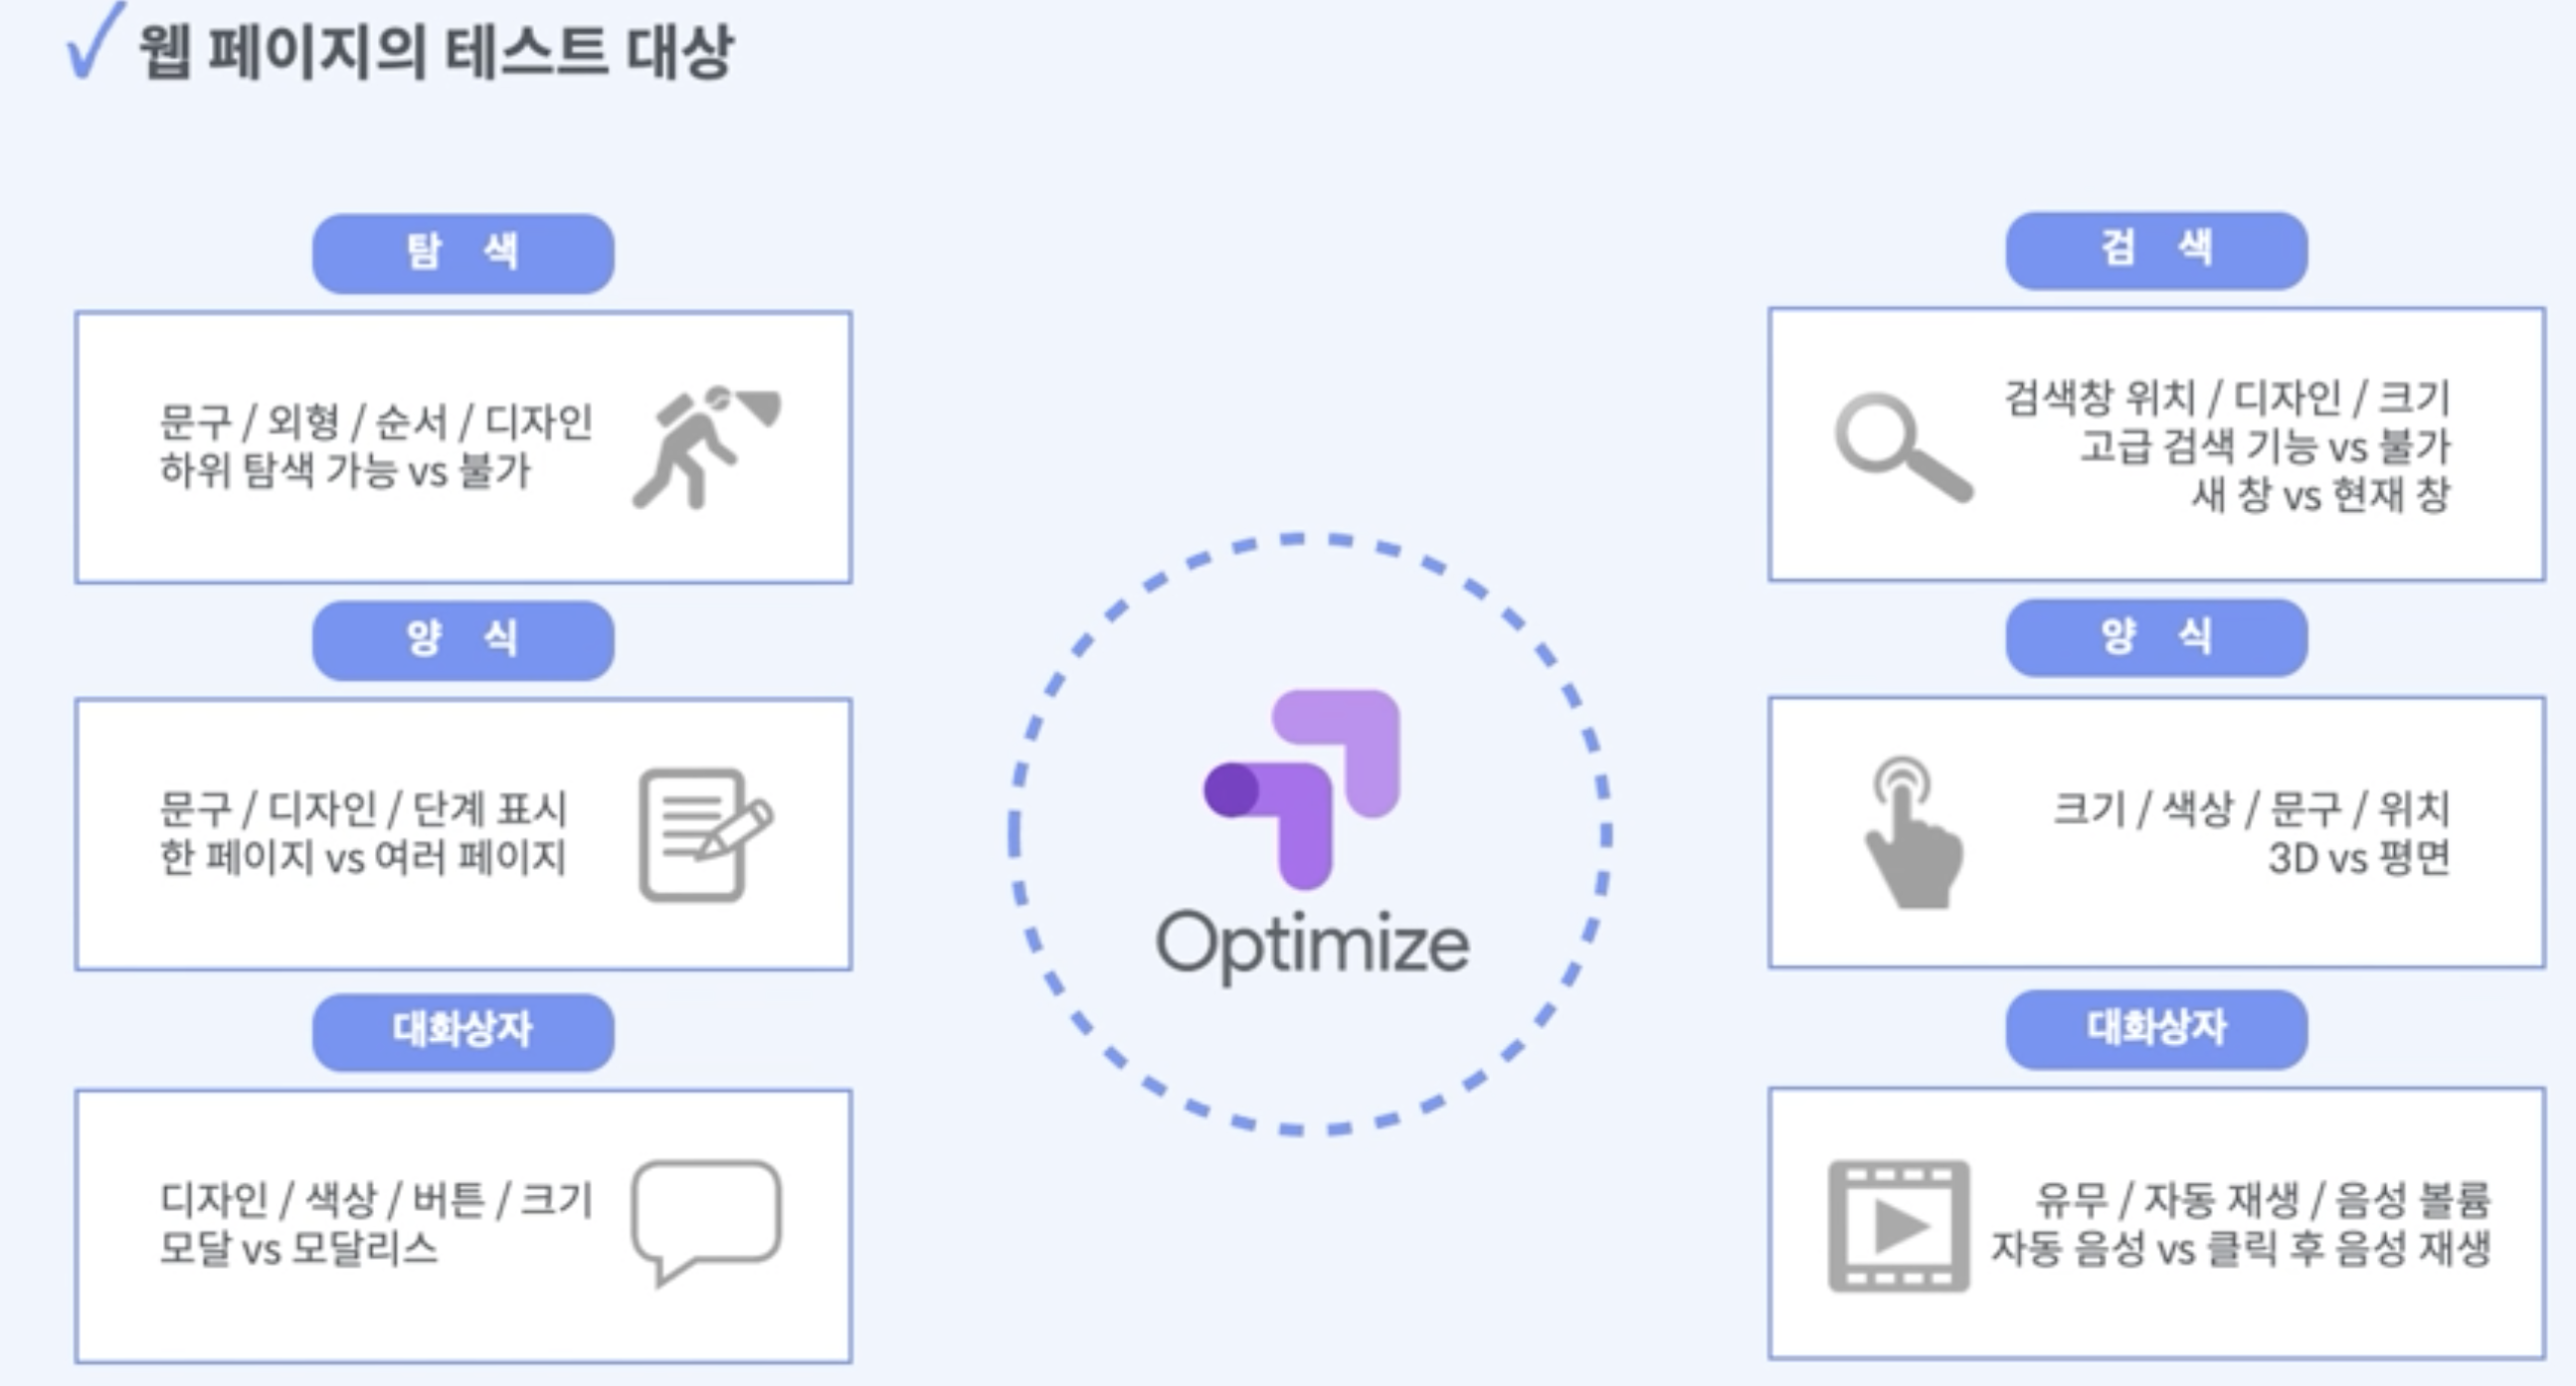 웹 페이지의 테스트 대상
탐 색
문구 / 외형 / 순서 / 디자인
하위 탐색 가능 vs 불가
양 식
문구 / 디자인 / 단계 표시
한 페이지 vs 여러 페이지
대화상자
디자인 / 색상 / 버튼 / 크기
모달 vs 모달리스
Optimize
검 색
검색창 위치 / 디자인 / 크기
고급 검색 기능 vs 불가
새 창 vs 현재 창
양 식
크기 / 색상 / 문구 / 위치
3D vs 평면
대화상자
유무 / 자동 재생 / 음성 볼륨
자동 음성 vs 클릭 후 음성 재생